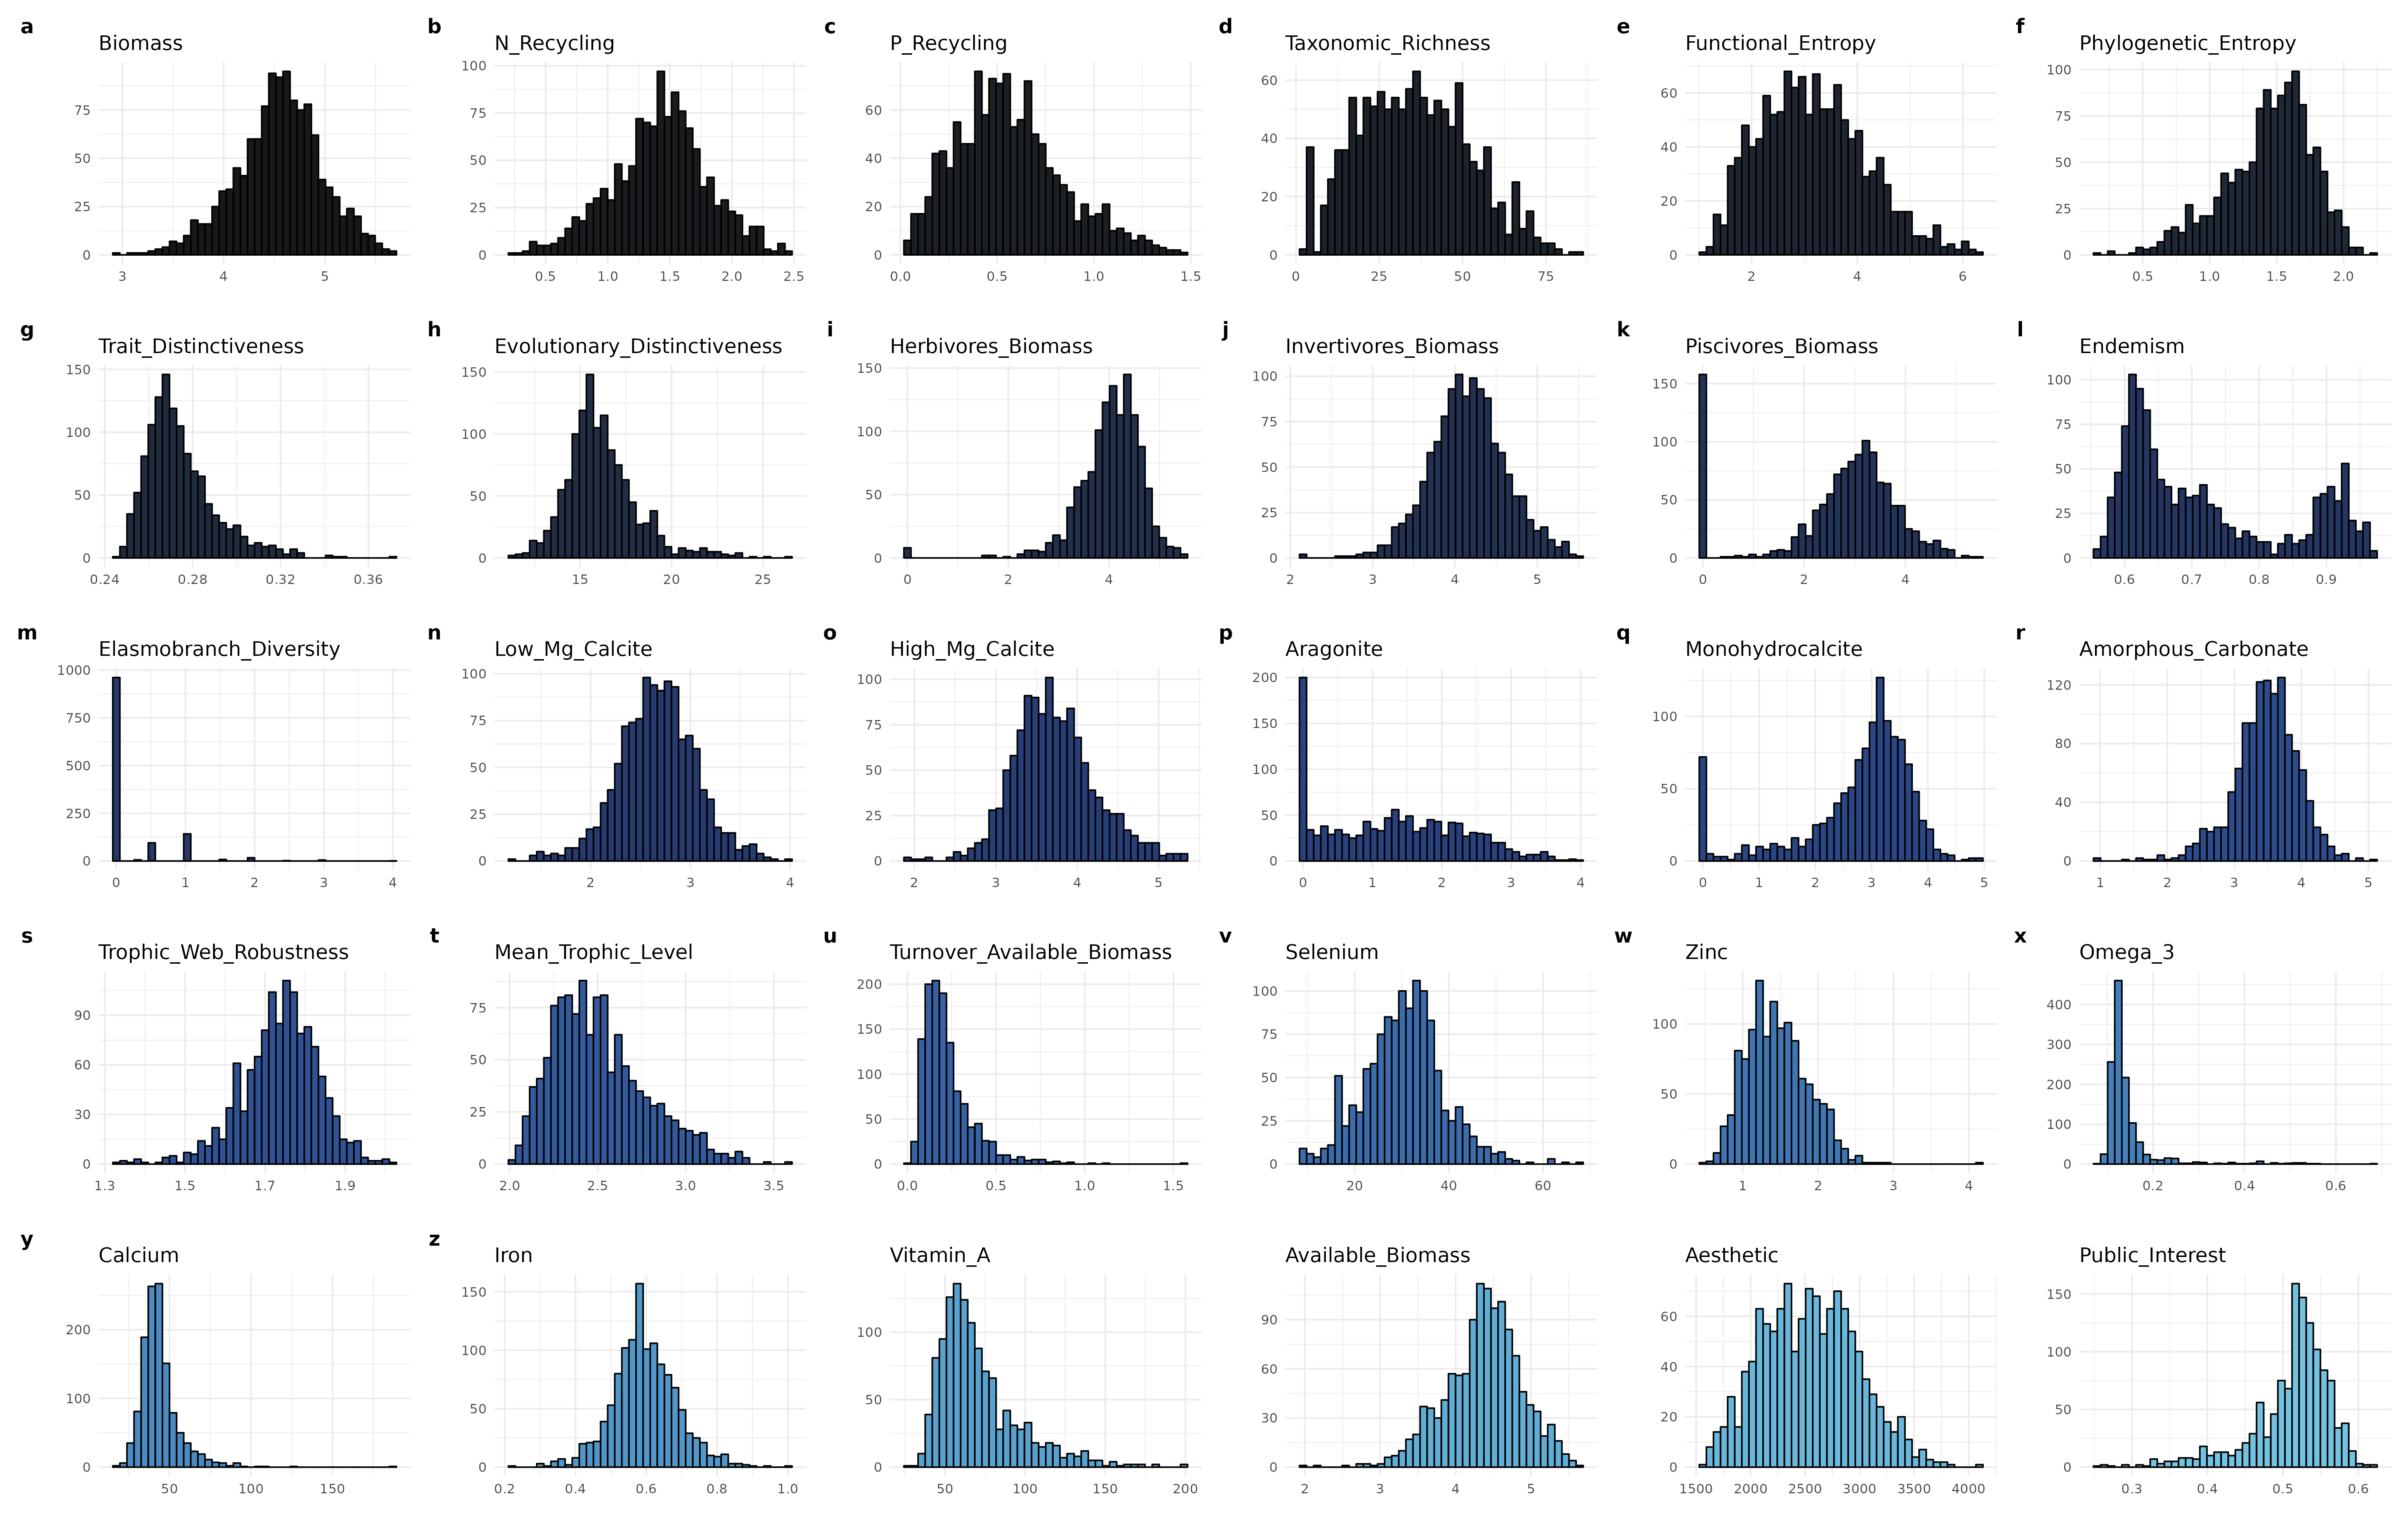 a
Biomass
75
50
25
0
3 4 5
b
N_Recycling
100
75
50
25
0
0.5 1.0 1.5 2.0 2.5
c
P_Recycling
60
40
20
0
0.0 0.5 1.0 1.5
d
Taxonomic_Richness
60
40
20
0
0 25 50 75
e
Functional_Entropy
60
40
20
0
2 4 6
f
Phylogenetic_Entropy
100
75
50
25
0
0.5 1.0 1.5 2.0
g
Trait_Distinctiveness
150
100
50
0
0.24 0.28 0.32 0.36
h
Evolutionary_Distinctiveness
150
100
50
0
15 20 25
i
Herbivores_Biomass
150
100
50
0
0 2 4
j
Invertivores_Biomass
100
75
50
25
0
2 3 4 5
k
Piscivores_Biomass
150
100
50
0
0 2 4
l
Endemism
100
75
50
25
0
0.6 0.7 0.8 0.9
m
Elasmobranch_Diversity
1000
750
500
250
0
0 1 2 3 4
n
Low_Mg_Calcite
100
75
50
25
0
2 3 4
o
High_Mg_Calcite
100
75
50
25
0
2 3 4 5
p
Aragonite
200
150
100
50
0
0 1 2 3 4
q
Monohydrocalcite
100
50
0
0 1 2 3 4 5
r
Amorphous_Carbonate
120
80
40
0
1 2 3 4 5
s
Trophic_Web_Robustness
90
60
30
0
1.3 1.5 1.7 1.9
t
Mean_Trophic_Level
75
50
25
0
2.0 2.5 3.0 3.5
u
Turnover_Available_Biomass
200
150
100
50
0
0.0 0.5 1.0 1.5
v
Selenium
100
75
50
25
0
20 40 60
w
Zinc
100
50
0
1 2 3 4
x
Omega_3
400
300
200
100
0
0.2 0.4 0.6
y
Calcium
200
100
0
50 100 150
z
Iron
150
100
50
0
0.2 0.4 0.6 0.8 1.0
Vitamin_A
100
50
0
50 100 150 200
Available_Biomass
90
60
30
0
2 3 4 5
Aesthetic
60
40
20
0
1500 2000 2500 3000 3500 4000
Public_Interest
150
100
50
0
0.3 0.4 0.5 0.6